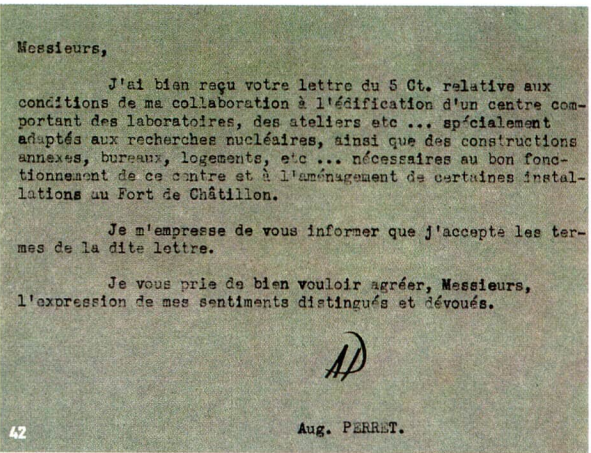 Messieurs,
J'ai bien reçu votre lettre du 5 Ct. relative aux
conditions de ma collaboration à l'édification d'un centre com-
portant des laboratoires, des ateliers etc ... spécialement
adaptés aux recherches nucléaires, ainsi que des constructions
annexes, bureaux, logements, etc ... nécessaires au bon fonc-
tionnement de ce centre et à l'aménagement de certaines instal-
lations au Fort de Châtillon.
Je m'empresse de vous informer que j'accepte les ter-
mes de la dite lettre.
Je vous prie de bien vouloir agréer, Messieurs,
l'expression de mes sentiments distingués et dévoués.
AP
Aug. PERRET.
42